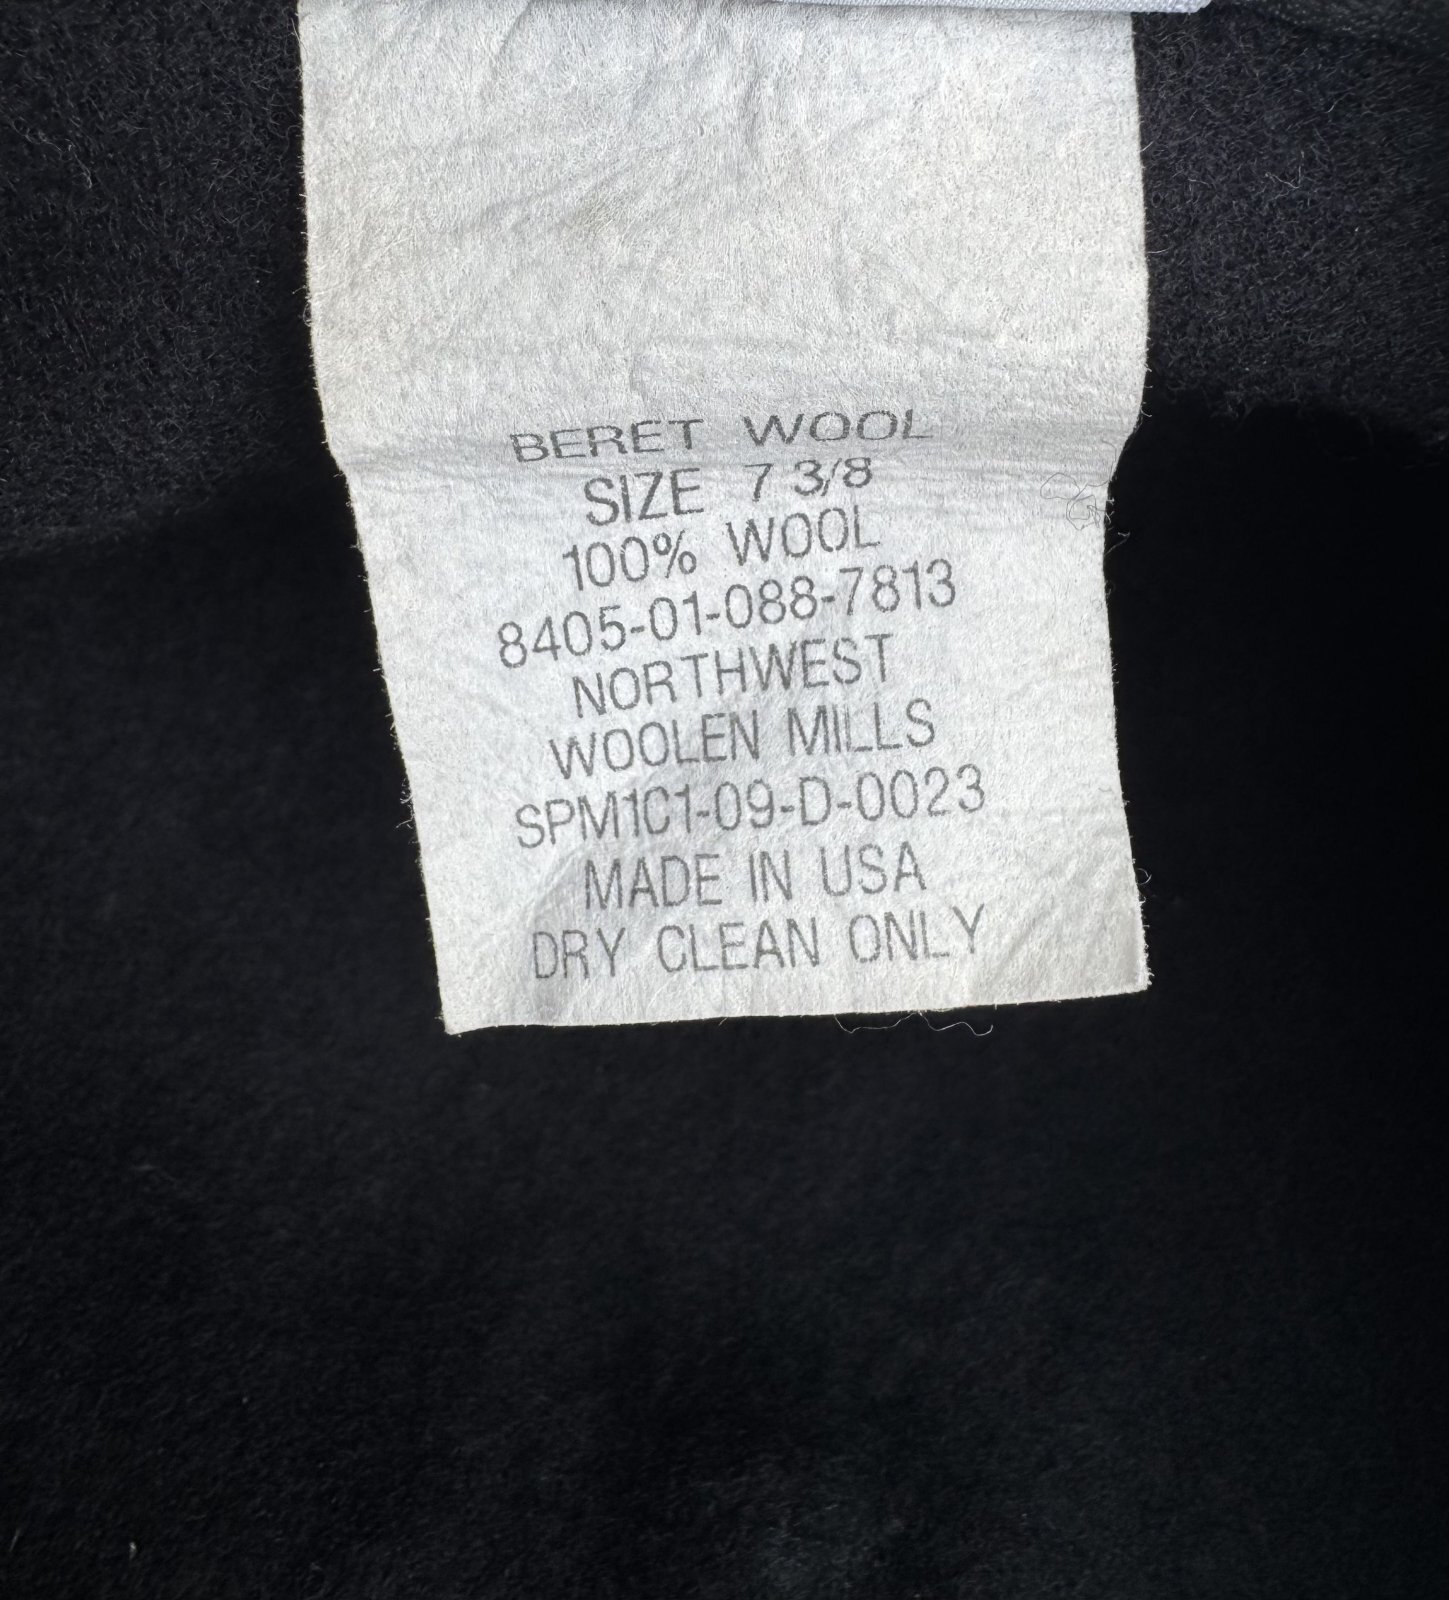 BERET WOOL
SIZE 7 3/8
100% WOOL
8405-01-088-7813
NORTHWEST
WOOLEN MILLS
SPM1C1-09-D-0023
MADE IN USA
DRY CLEAN ONLY